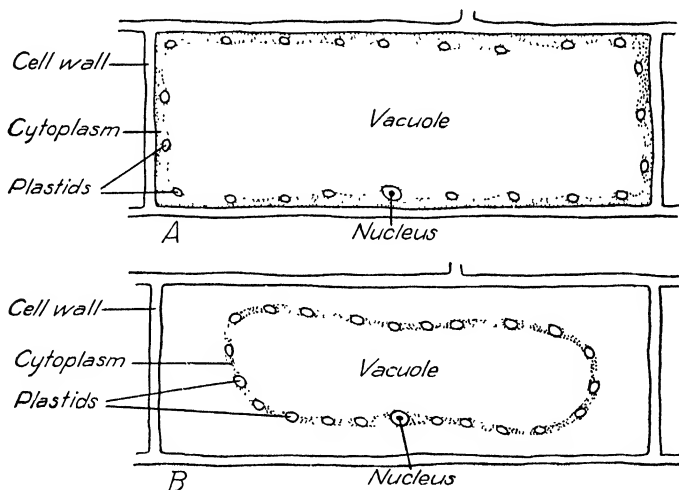 Cell wall
Vacuole
Cytoplasm
Plastids
A
Nucleus
Cell wall
Cytoplasm
Vacuole
Plastids
B
Nucleus